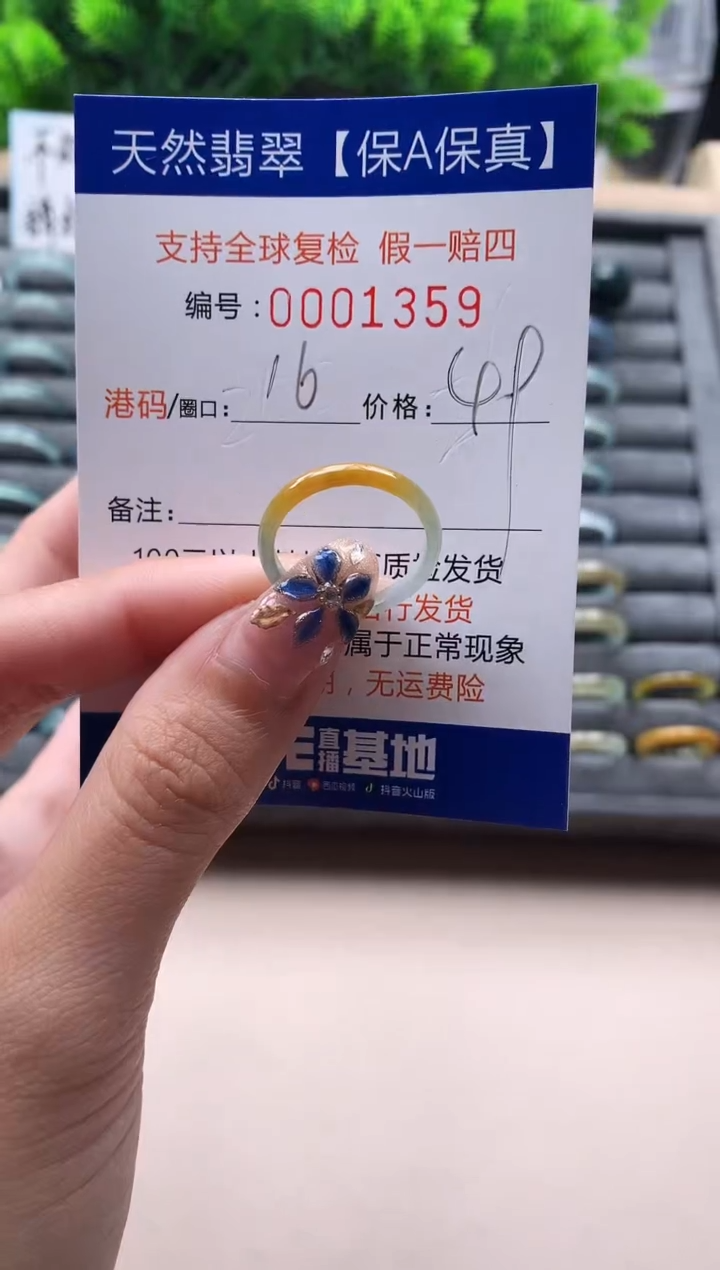 天然翡翠【保A保真】
支持全球复检 假一赔四
编号:0001359
港码/圈口: 16 价格: 49
备注:
质检发货
发货
属于正常现象
,无运费险
直播基地
抖音 西瓜视频 抖音火山版